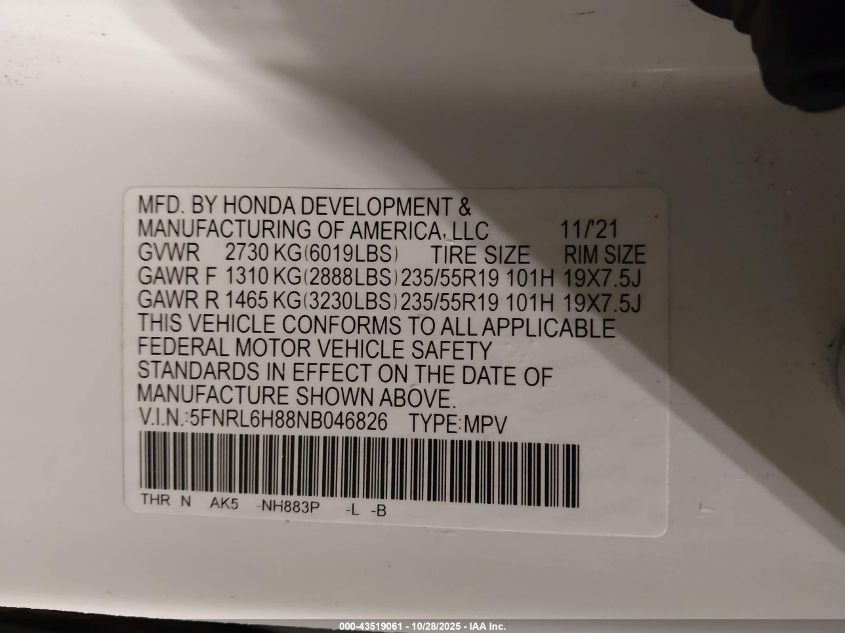 MFD. BY HONDA DEVELOPMENT &
MANUFACTURING OF AMERICA, LLC 11/'21
GVWR 2730 KG(6019LBS) TIRE SIZE RIM SIZE
GAWR F 1310 KG(2888LBS) 235/55R19 101H 19X7.5J
GAWR R 1465 KG(3230LBS) 235/55R19 101H 19X7.5J
THIS VEHICLE CONFORMS TO ALL APPLICABLE
FEDERAL MOTOR VEHICLE SAFETY
STANDARDS IN EFFECT ON THE DATE OF
MANUFACTURE SHOWN ABOVE.
V.I.N.:5FNRL6H88NB046826 TYPE:MPV
THR N AK5 -NH883P -L -B
000-43519061 - 10/28/2025 - IAA Inc.